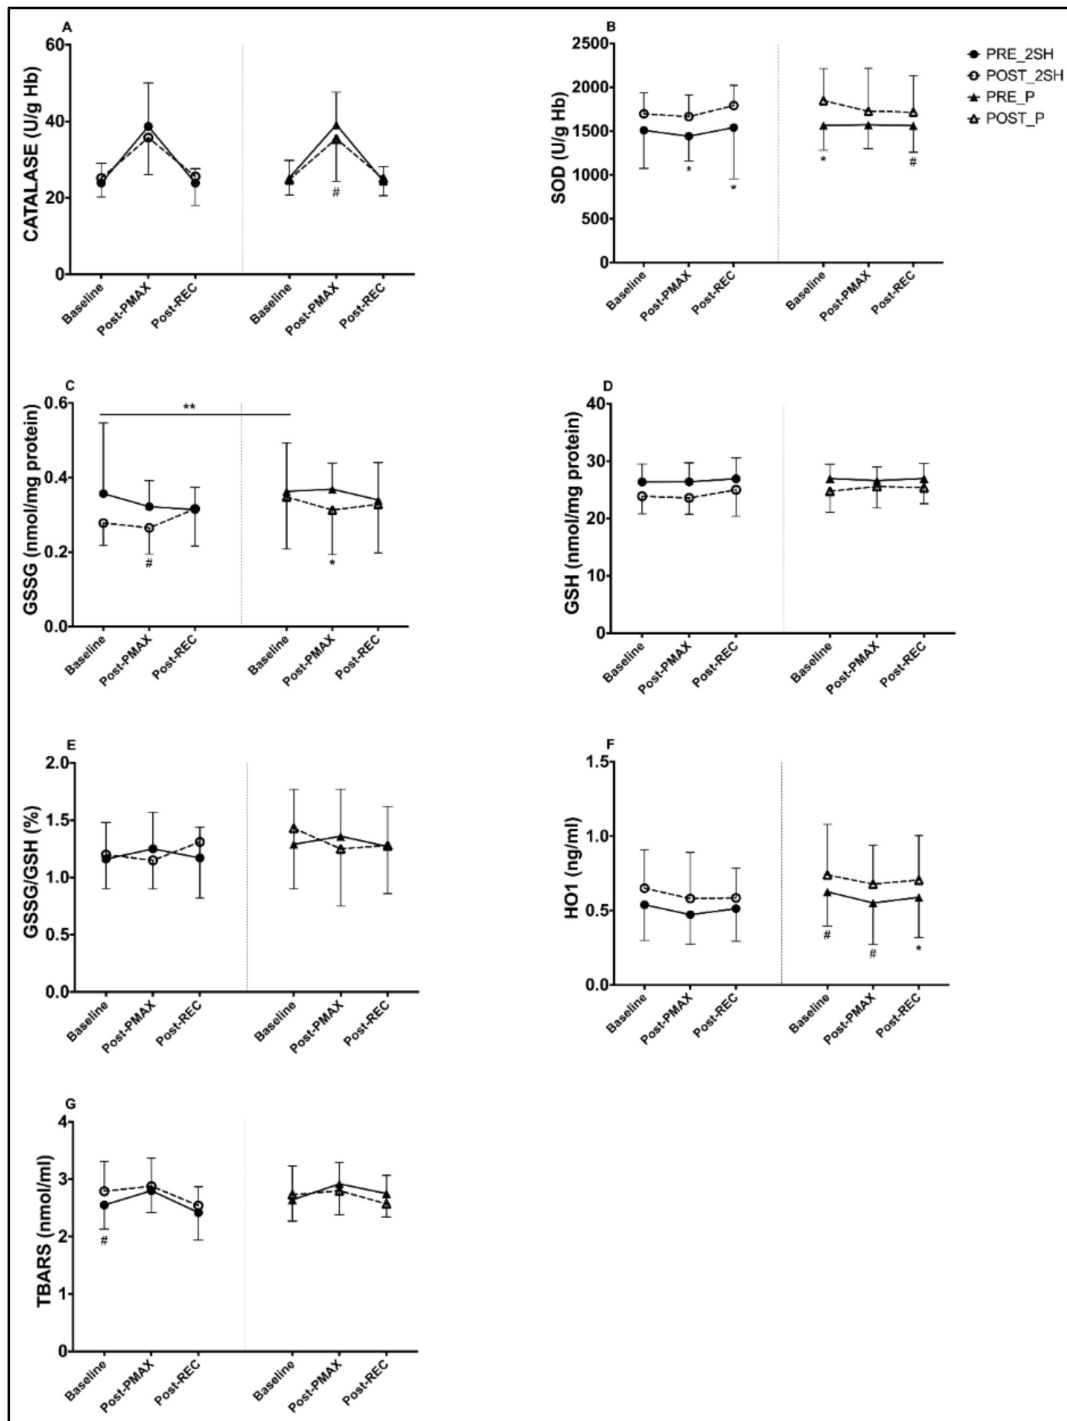 A
CATALASE (U/g Hb)
60
40
20
0
#
Baseline
Post-PMAX
Post-REC
Baseline
Post-PMAX
Post-REC
B
SOD (U/g Hb)
2500
2000
1500
1000
500
0
*
*
*
#
Baseline
Post-PMAX
Post-REC
Baseline
Post-PMAX
Post-REC
PRE_2SH
POST_2SH
PRE_P
POST_P
C
GSSG (nmol/mg protein)
0.6
0.4
0.2
0.0
**
#
*
Baseline
Post-PMAX
Post-REC
Baseline
Post-PMAX
Post-REC
D
GSH (nmol/mg protein)
40
30
20
10
0
Baseline
Post-PMAX
Post-REC
Baseline
Post-PMAX
Post-REC
E
GSSG/GSH (%)
2.0
1.5
1.0
0.5
0.0
Baseline
Post-PMAX
Post-REC
Baseline
Post-PMAX
Post-REC
F
HO1 (ng/ml)
1.5
1.0
0.5
0.0
#
#
*
Baseline
Post-PMAX
Post-REC
Baseline
Post-PMAX
Post-REC
G
TBARS (nmol/ml)
4
3
2
1
0
#
Baseline
Post-PMAX
Post-REC
Baseline
Post-PMAX
Post-REC